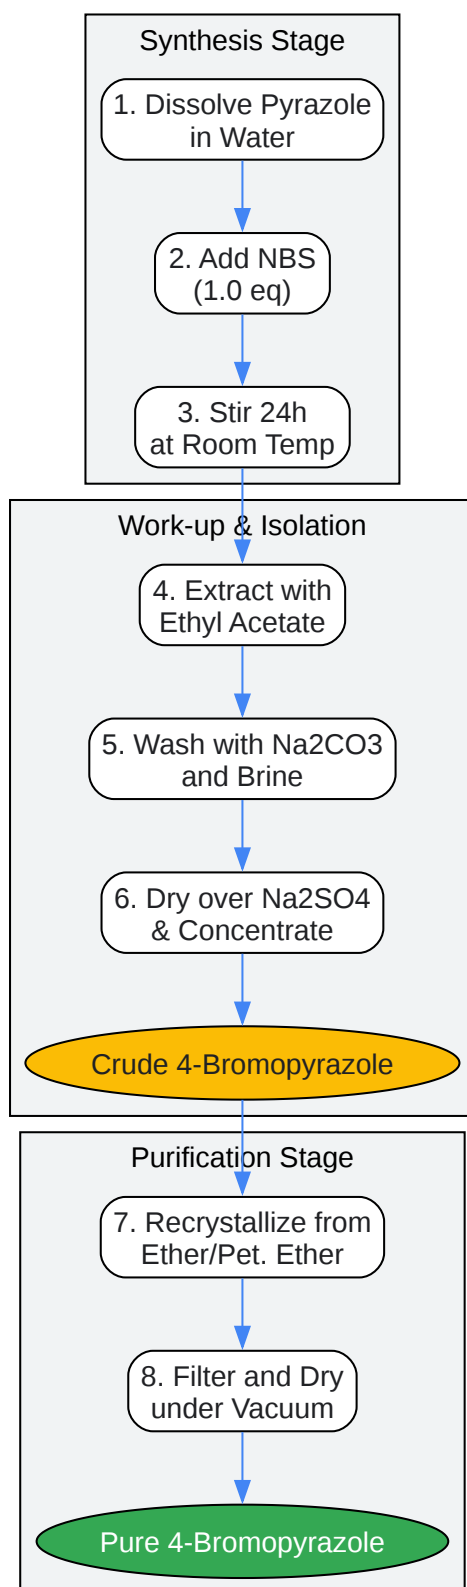 Synthesis Stage
1. Dissolve Pyrazole
in Water
2. Add NBS
(1.0 eq)
3. Stir 24h
at Room Temp
Work-up & Isolation
4. Extract with
Ethyl Acetate
5. Wash with Na2CO3
and Brine
6. Dry over Na2SO4
& Concentrate
Crude 4-Bromopyrazole
Purification Stage
7. Recrystallize from
Ether/Pet. Ether
8. Filter and Dry
under Vacuum
Pure 4-Bromopyrazole